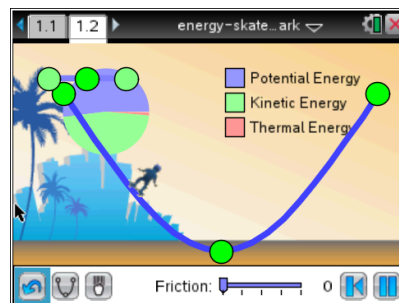 1.1 1.2 energy-skate...ark
Potential Energy
Kinetic Energy
Thermal Energy
Friction: 0